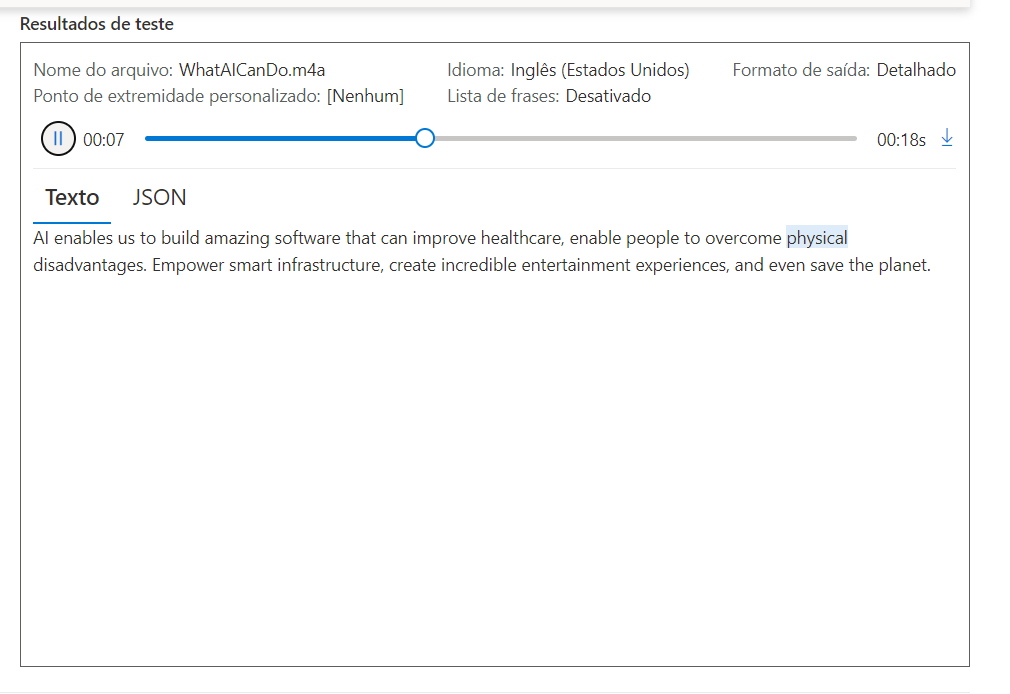 Resultados de teste
Nome do arquivo: WhatAICanDo.m4a Idioma: Inglês (Estados Unidos) Formato de saída: Detalhado
Ponto de extremidade personalizado: [Nenhum] Lista de frases: Desativado
00:07 00:18s
Texto JSON
AI enables us to build amazing software that can improve healthcare, enable people to overcome physical
disadvantages. Empower smart infrastructure, create incredible entertainment experiences, and even save the planet.